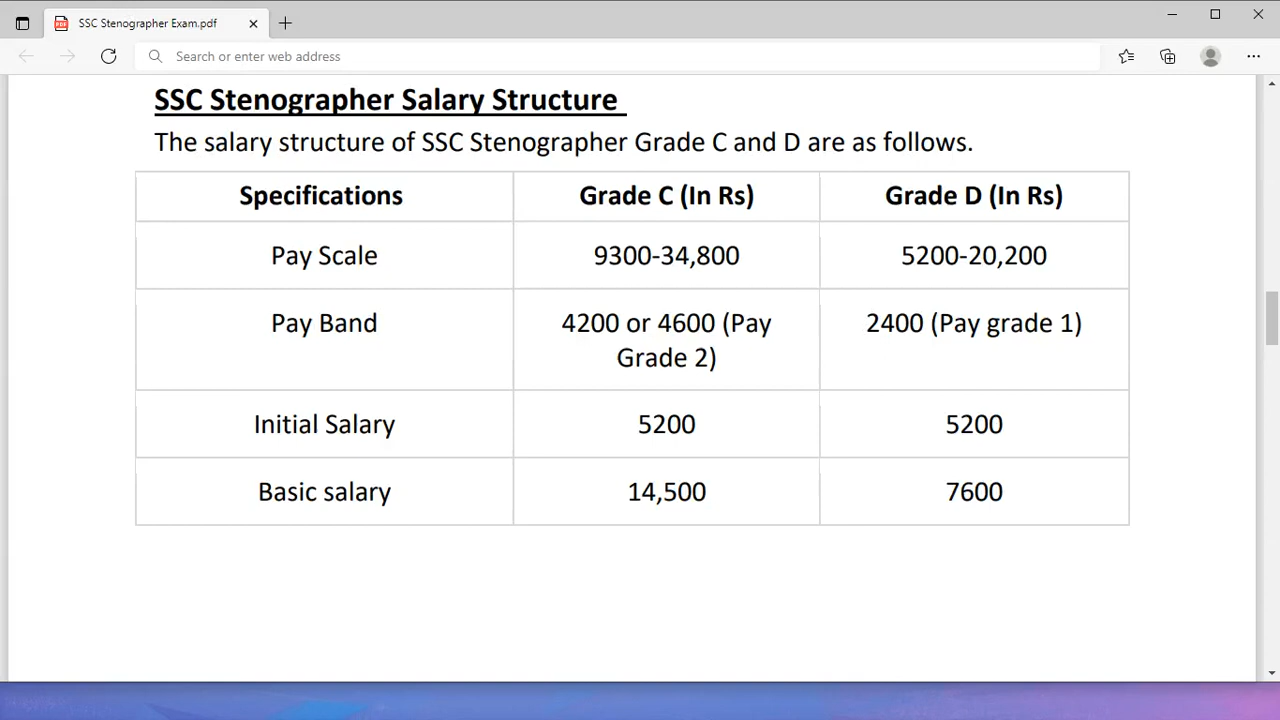 SSC Stenographer Exam.pdf
Search or enter web address
SSC Stenographer Salary Structure
The salary structure of SSC Stenographer Grade C and D are as follows.
Specifications Grade C (In Rs) Grade D (In Rs)
Pay Scale 9300-34,800 5200-20,200
Pay Band 4200 or 4600 (Pay 2400 (Pay grade 1)
Grade 2)
Initial Salary 5200 5200
Basic salary 14,500 7600